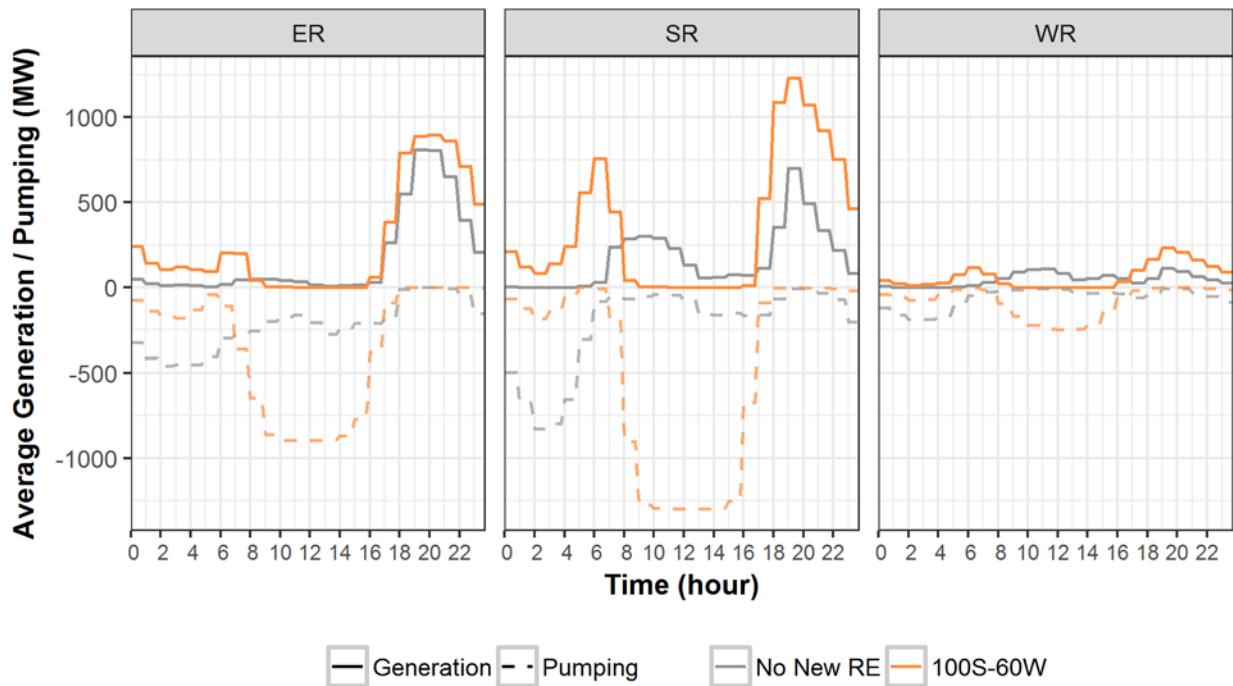 ER SR WR
Average Generation / Pumping (MW)
1000
500
0
-500
-1000
0 2 4 6 8 10 12 14 16 18 20 22 0 2 4 6 8 10 12 14 16 18 20 22 0 2 4 6 8 10 12 14 16 18 20 22
Time (hour)
Generation Pumping No New RE 100S-60W